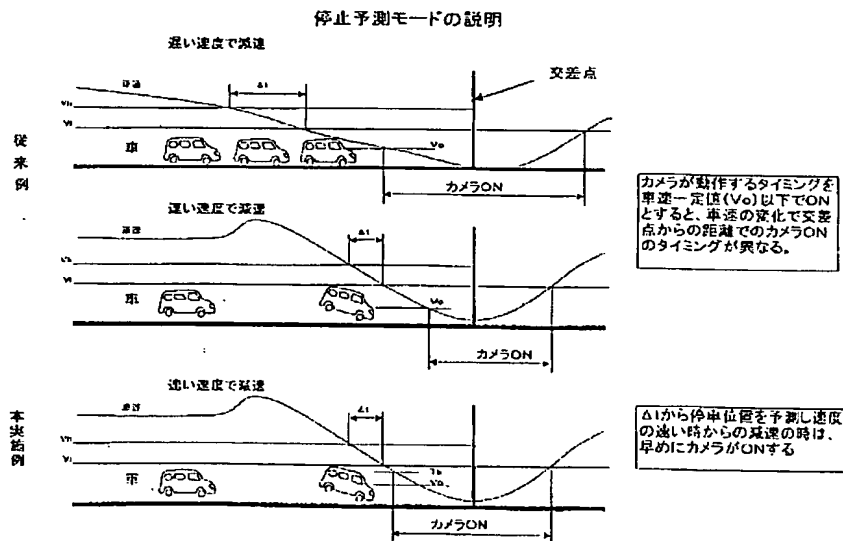 停止予測モードの説明
遅い速度で減速
交差点
車速
Δt
Vh
Vl
車
Vo
カメラON
従来例
カメラが動作するタイミングを
車速一定値(Vo)以下でON
とすると、車速の変化で交差
点からの距離でのカメラON
のタイミングが異なる。
速い速度で減速
車速
Δt
Vh
Vl
車
Vo
カメラON
本実施例
速い速度で減速
車速
Δt
Vh
Vl
車
Vo
カメラON
Δtから停車位置を予測し速度
の速い時からの減速の時は、
早めにカメラがONする